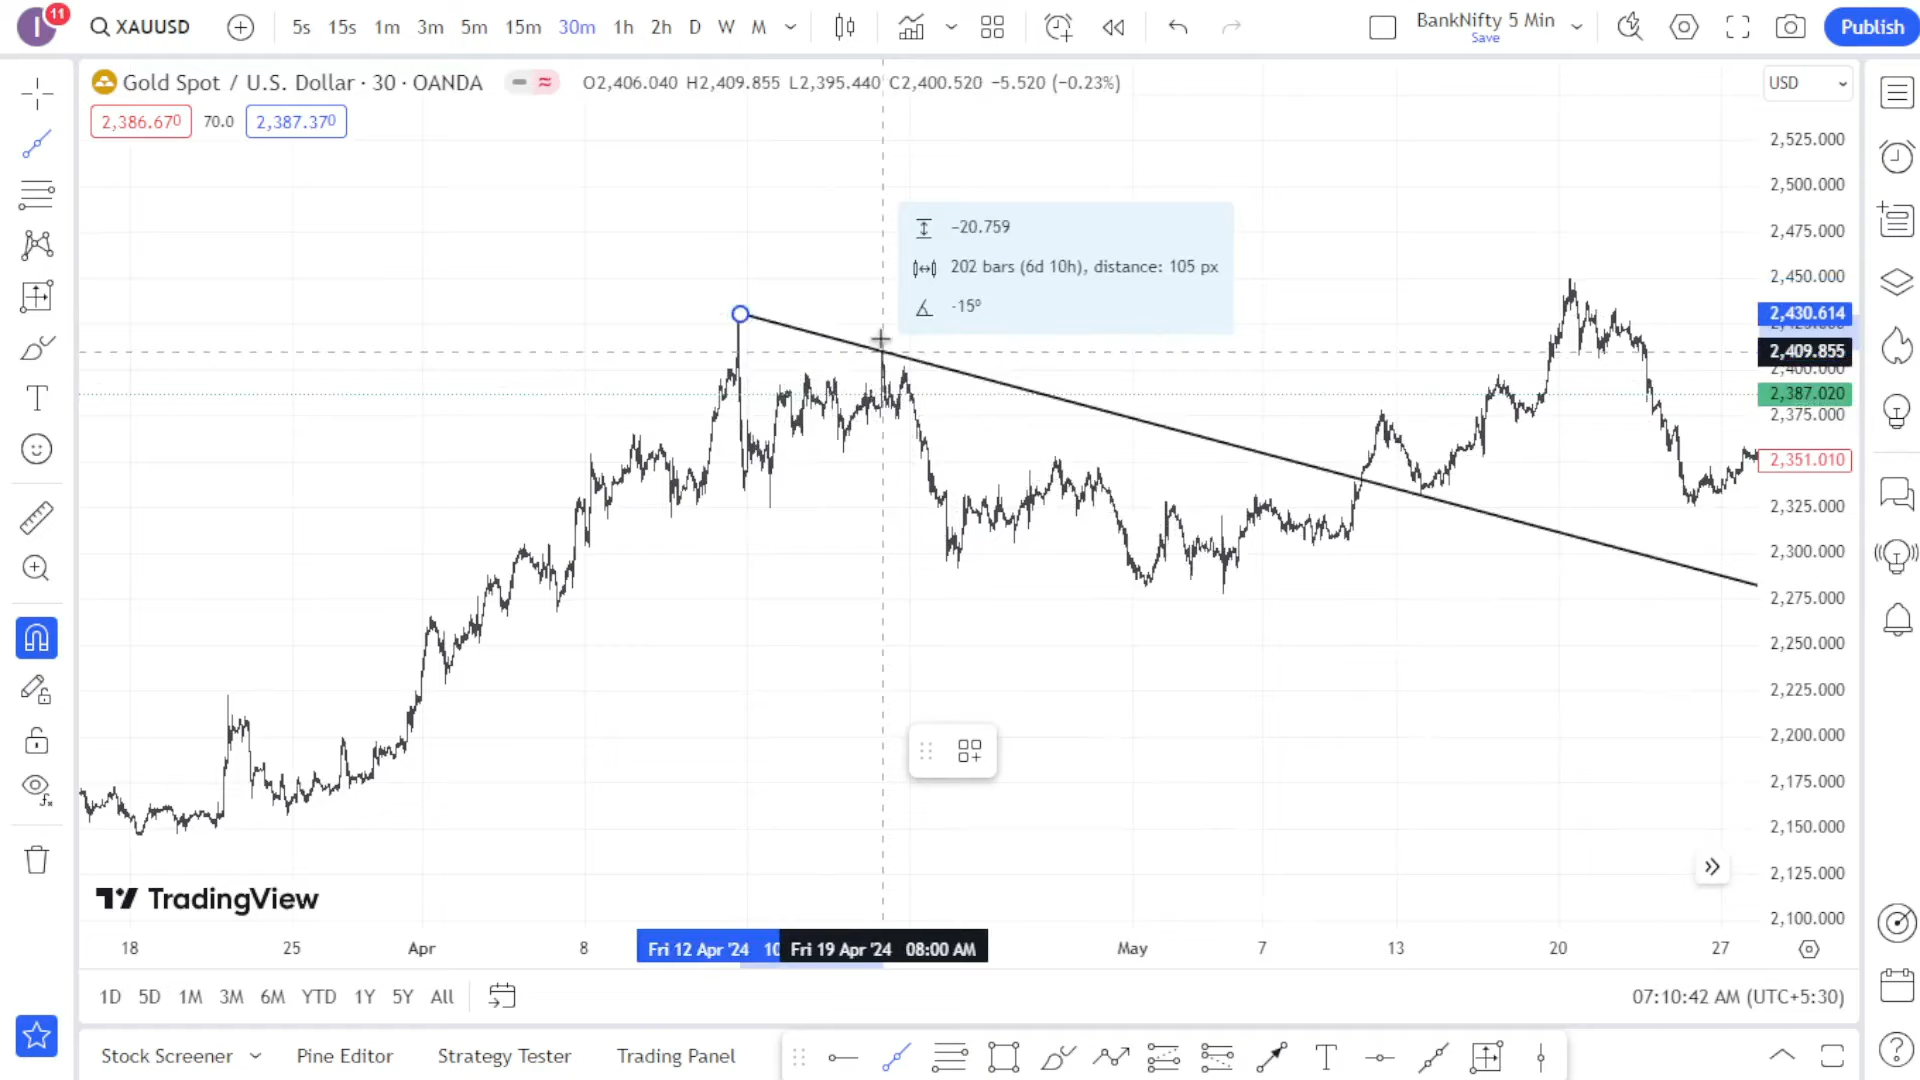 I
11
XAUUSD
5s 15s 1m 3m 5m 15m 30m 1h 2h D W M
BankNifty 5 Min
Save
Publish
Gold Spot / U.S. Dollar · 30 · OANDA
O2,406.040 H2,409.855 L2,395.440 C2,400.520 −5.520 (−0.23%)
USD
2,386.670 70.0 2,387.370
2,525.000
2,500.000
2,475.000
2,450.000
2,430.614
2,409.855
2,400.000
2,387.020
2,375.000
2,351.010
2,325.000
2,300.000
2,275.000
2,250.000
2,225.000
2,200.000
2,175.000
2,150.000
2,125.000
2,100.000
−20.759
202 bars (6d 10h), distance: 105 px
-15º
TradingView
18 25 Apr 8 Fri 12 Apr '24 10 Fri 19 Apr '24 08:00 AM May 7 13 20 27
1D 5D 1M 3M 6M YTD 1Y 5Y All
07:10:42 AM (UTC+5:30)
Stock Screener Pine Editor Strategy Tester Trading Panel